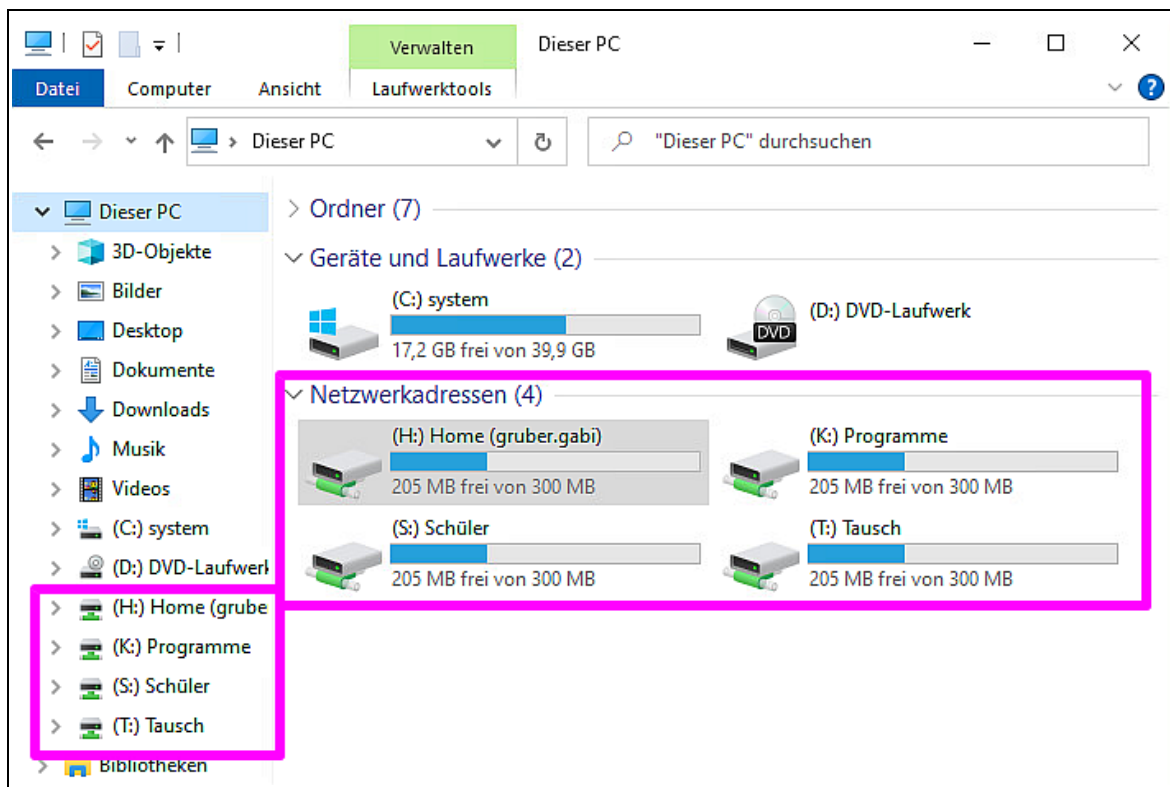 Verwalten
Dieser PC
Datei
Computer
Ansicht
Laufwerktools
?
Dieser PC
"Dieser PC" durchsuchen
Dieser PC
3D-Objekte
Bilder
Desktop
Dokumente
Downloads
Musik
Videos
(C:) system
(D:) DVD-Laufwerk
(H:) Home (grube
(K:) Programme
(S:) Schüler
(T:) Tausch
Bibliotheken
Ordner (7)
Geräte und Laufwerke (2)
(C:) system
17,2 GB frei von 39,9 GB
DVD
(D:) DVD-Laufwerk
Netzwerkadressen (4)
(H:) Home (gruber.gabi)
205 MB frei von 300 MB
(K:) Programme
205 MB frei von 300 MB
(S:) Schüler
205 MB frei von 300 MB
(T:) Tausch
205 MB frei von 300 MB